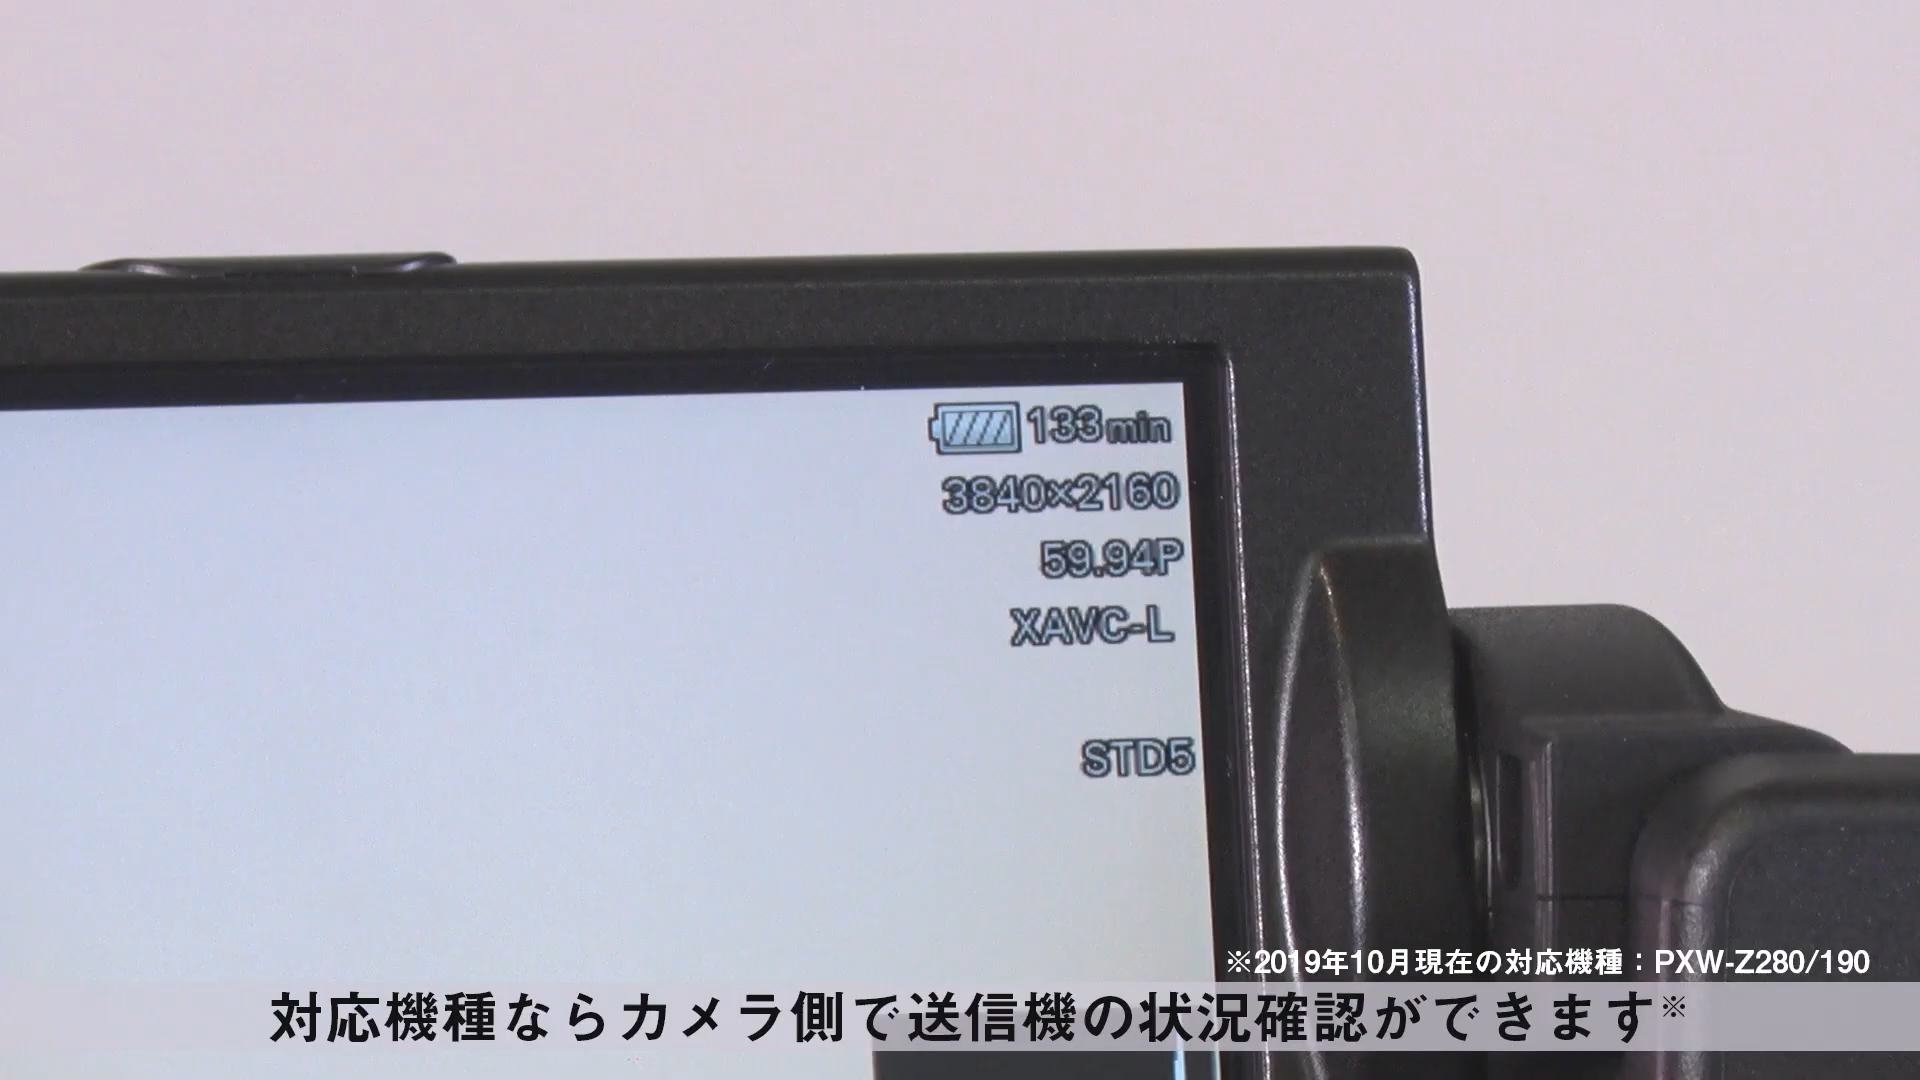 133min
3840×2160
59.94P
XAVC-L
STD5
※2019年10月現在の対応機種：PXW-Z280/190
対応機種ならカメラ側で送信機の状況確認ができます※